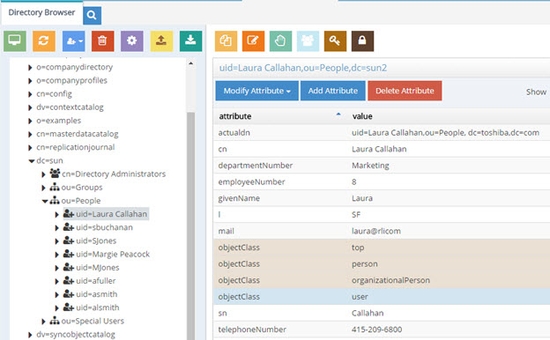 Directory Browser
o=companydirectory
o=companyprofiles
cn=config
dv=contextcatalog
o=examples
cn=masterdatacatalog
cn=replicationjournal
dc=sun
cn=Directory Administrators
ou=Groups
ou=People
uid=Laura Callahan
uid=sbuchanan
uid=SJones
uid=Margie Peacock
uid=MJones
uid=afuller
uid=asmith
uid=alsmith
ou=Special Users
dv=syncobjectcatalog
uid=Laura Callahan,ou=People,dc=sun2
Modify Attribute Add Attribute Delete Attribute Show
attribute value
actualdn uid=Laura Callahan,ou=People, dc=toshiba,dc=com
cn Laura Callahan
departmentNumber Marketing
employeeNumber 8
givenName Laura
l SF
mail laura@rlicom
objectClass top
objectClass person
objectClass organizationalPerson
objectClass user
sn Callahan
telephoneNumber 415-209-6800